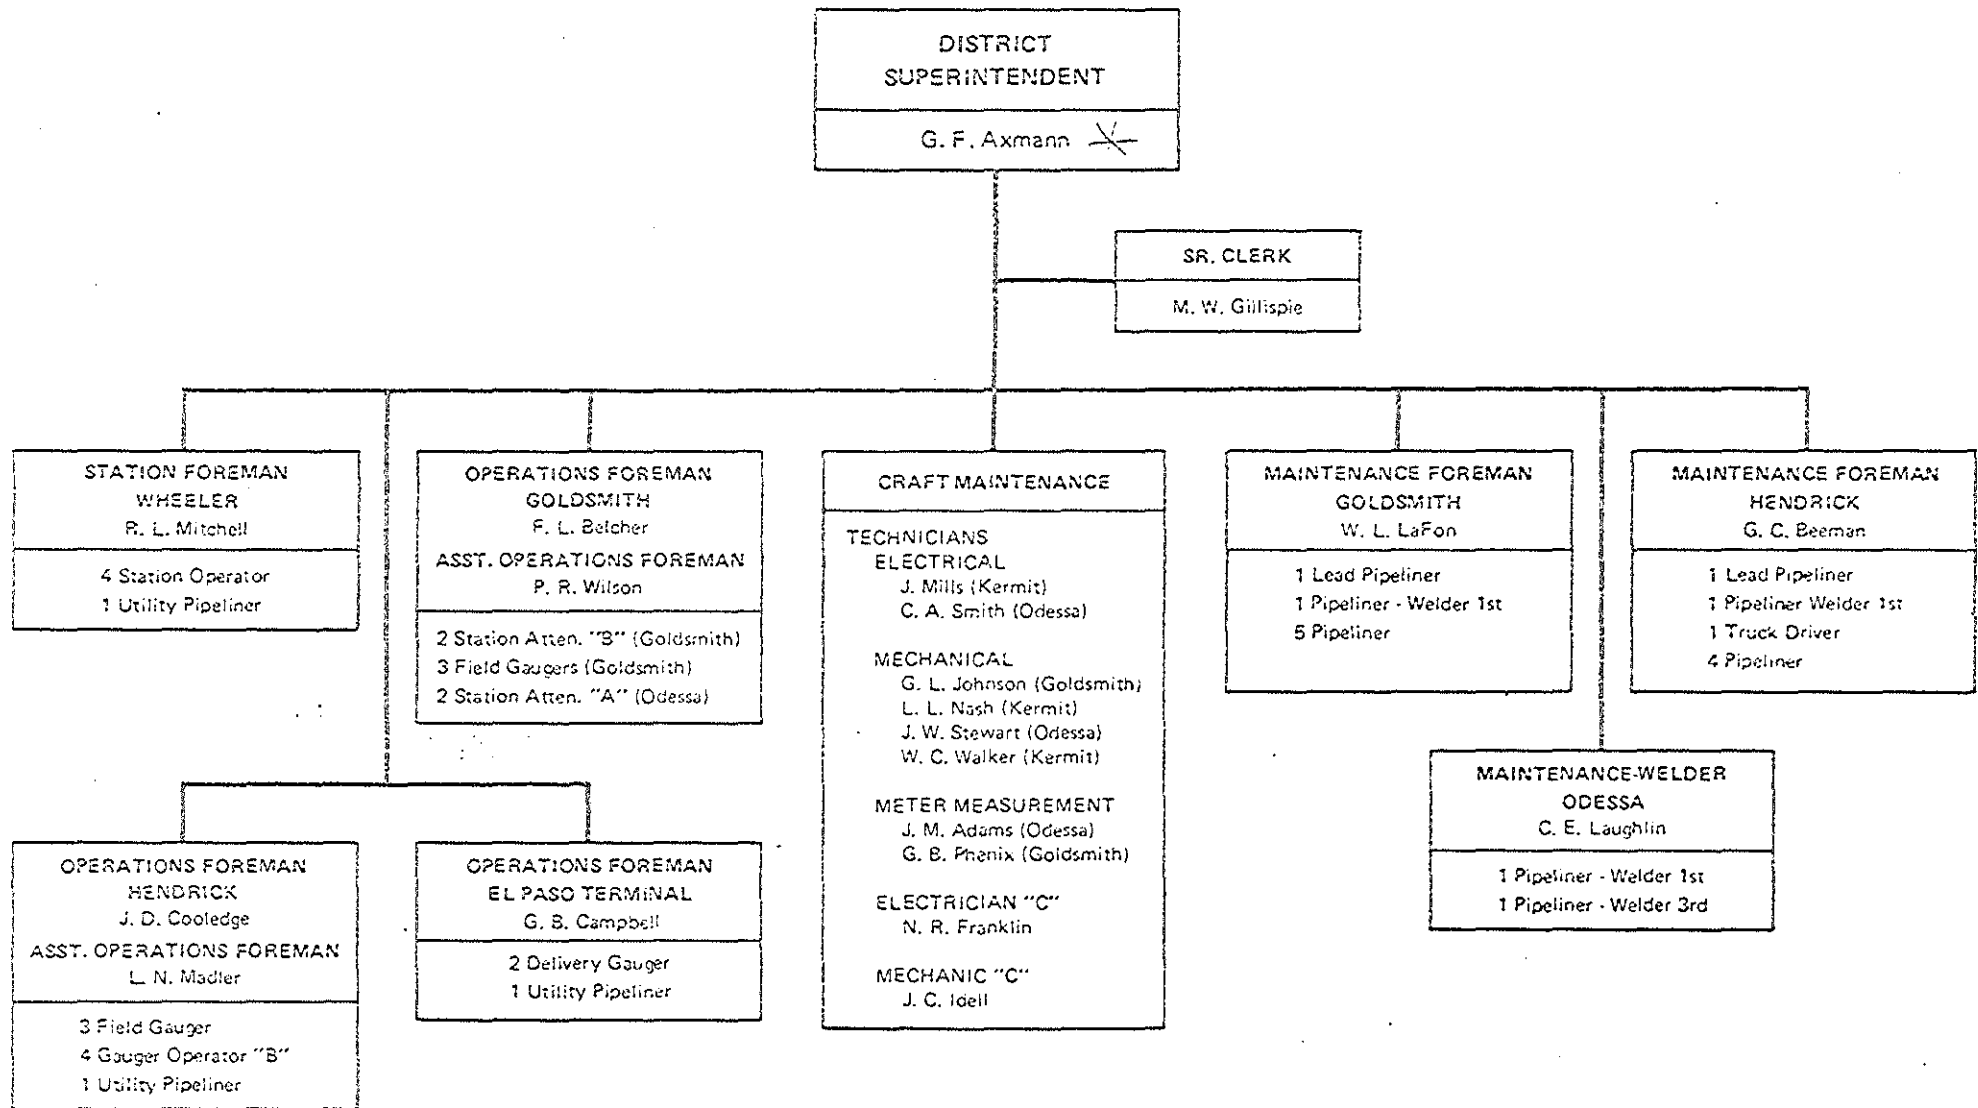 DISTRICT
SUPERINTENDENT
G. F. Axmann
SR. CLERK
M. W. Gillispie
STATION FOREMAN
WHEELER
R. L. Mitchell
4 Station Operator
1 Utility Pipeliner
OPERATIONS FOREMAN
GOLDSMITH
F. L. Belcher
ASST. OPERATIONS FOREMAN
P. R. Wilson
2 Station Atten. "B" (Goldsmith)
3 Field Gaugers (Goldsmith)
2 Station Atten. "A" (Odessa)
CRAFT MAINTENANCE
TECHNICIANS
ELECTRICAL
J. Mills (Kermit)
C. A. Smith (Odessa)
MECHANICAL
G. L. Johnson (Goldsmith)
L. L. Nash (Kermit)
J. W. Stewart (Odessa)
W. C. Walker (Kermit)
METER MEASUREMENT
J. M. Adams (Odessa)
G. B. Phenix (Goldsmith)
ELECTRICIAN "C"
N. R. Franklin
MECHANIC "C"
J. C. Idell
MAINTENANCE FOREMAN
GOLDSMITH
W. L. LaFon
1 Lead Pipeliner
1 Pipeliner - Welder 1st
5 Pipeliner
MAINTENANCE FOREMAN
HENDRICK
G. C. Beeman
1 Lead Pipeliner
1 Pipeliner Welder 1st
1 Truck Driver
4 Pipeliner
MAINTENANCE-WELDER
ODESSA
C. E. Laughlin
1 Pipeliner - Welder 1st
1 Pipeliner - Welder 3rd
OPERATIONS FOREMAN
HENDRICK
J. D. Cooledge
ASST. OPERATIONS FOREMAN
L. N. Madler
3 Field Gauger
4 Gauger Operator "B"
1 Utility Pipeliner
OPERATIONS FOREMAN
EL PASO TERMINAL
G. B. Campbell
2 Delivery Gauger
1 Utility Pipeliner